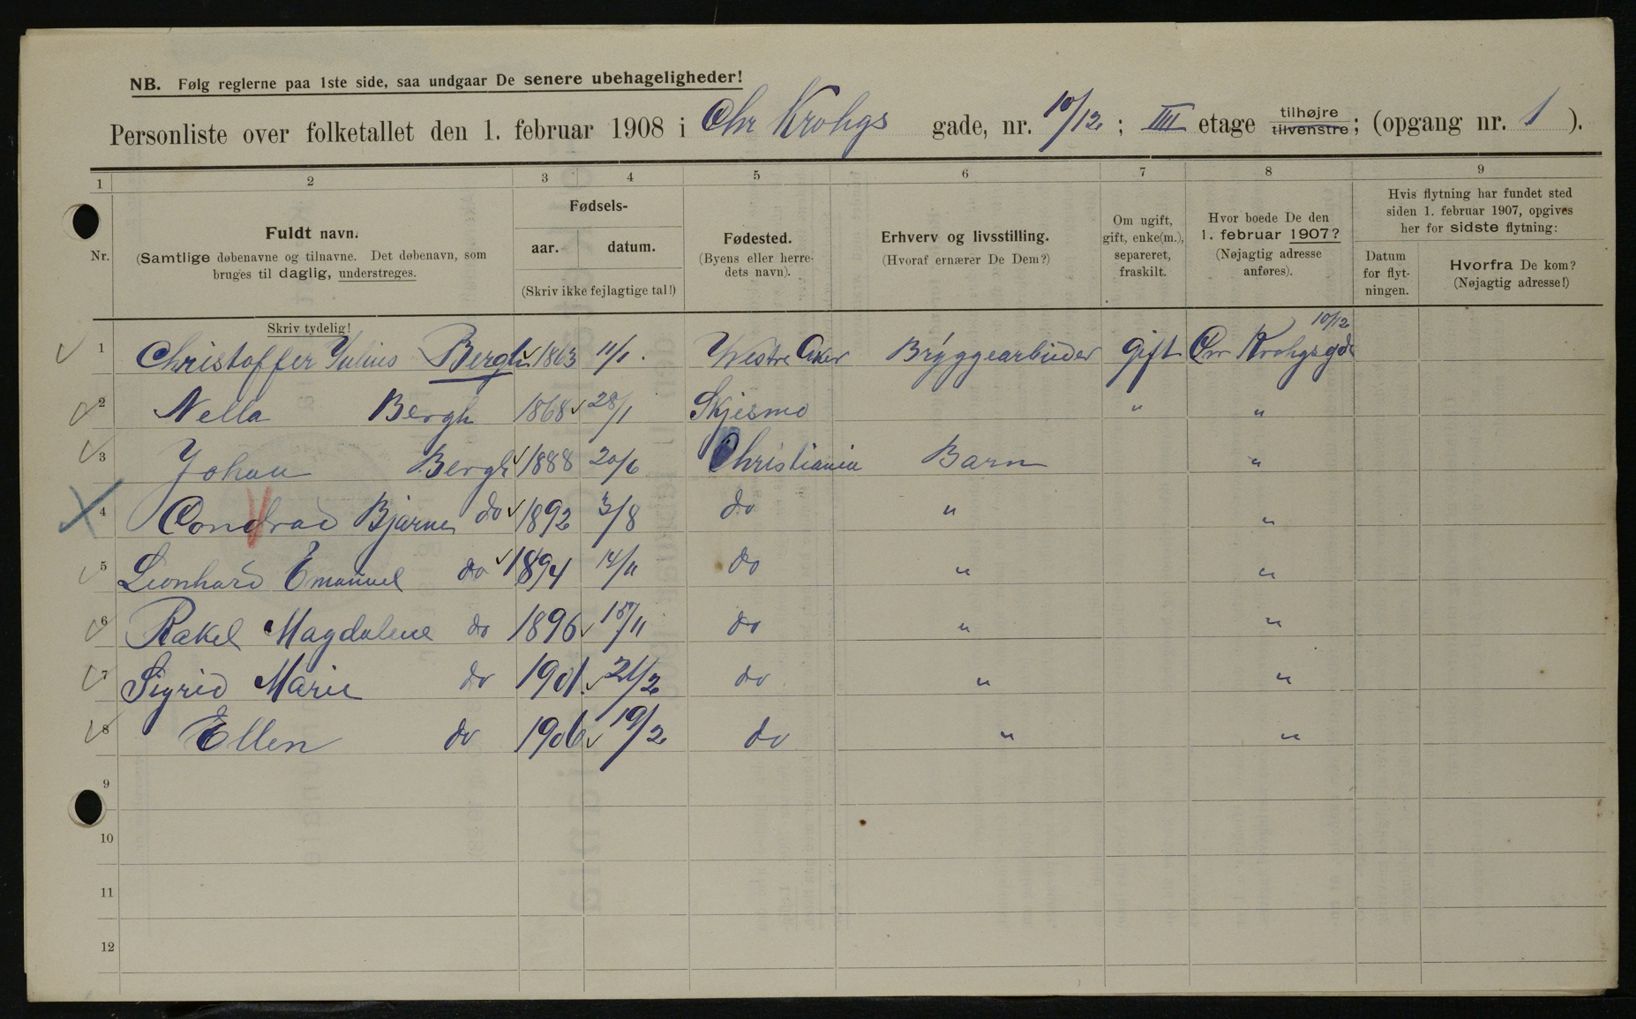 NB. Følg reglerne paa 1ste side, saa undgaar De senere ubehageligheder!
Personliste over folketallet den 1. februar 1908 i Chr Krohgs gade, nr. 10/12; III etage tilhøjre tilvenstre; (opgang nr. 1).
1 2 3 4 5 6 7 8 9
Nr.
Fuldt navn.
(Samtlige døbenavne og tilnavne. Det døbenavn, som
bruges til daglig, understreges.
Skriv tydelig!
Fødsels-
aar. datum.
(Skriv ikke fejlagtige tal!)
Fødested.
(Byens eller herre-
dets navn).
Erhverv og livsstilling.
(Hvoraf ernærer De Dem?)
Om ugift,
gift, enke(m.),
separeret,
fraskilt.
Hvor boede De den
1. februar 1907?
(Nøjagtig adresse
anføres).
Hvis flytning har fundet sted
siden 1. februar 1907, opgives
her for sidste flytning:
Datum
for flyt-
ningen.
Hvorfra De kom?
(Nøjagtig adresse!)
1 Christoffer Julius Bergh 1863 11/1. Westre Aker Bryggearbeider Gift Chr Krohgsgd 10/12
2 Nella Bergh 1868 28/1 Skjesmo " "
3 Johan Bergh 1888 20/6 Christiania Barn "
4 Condrad Bjarne do 1892 3/8 do " "
5 Leonhard Emanuel do 1894 14/11 do " "
6 Rakel Magdalene do 1896 15/11 do " "
7 Sigrid Marie do 1901. 21/2 do " "
8 Ellen do 1906 19/2 do " "
9
10
11
12